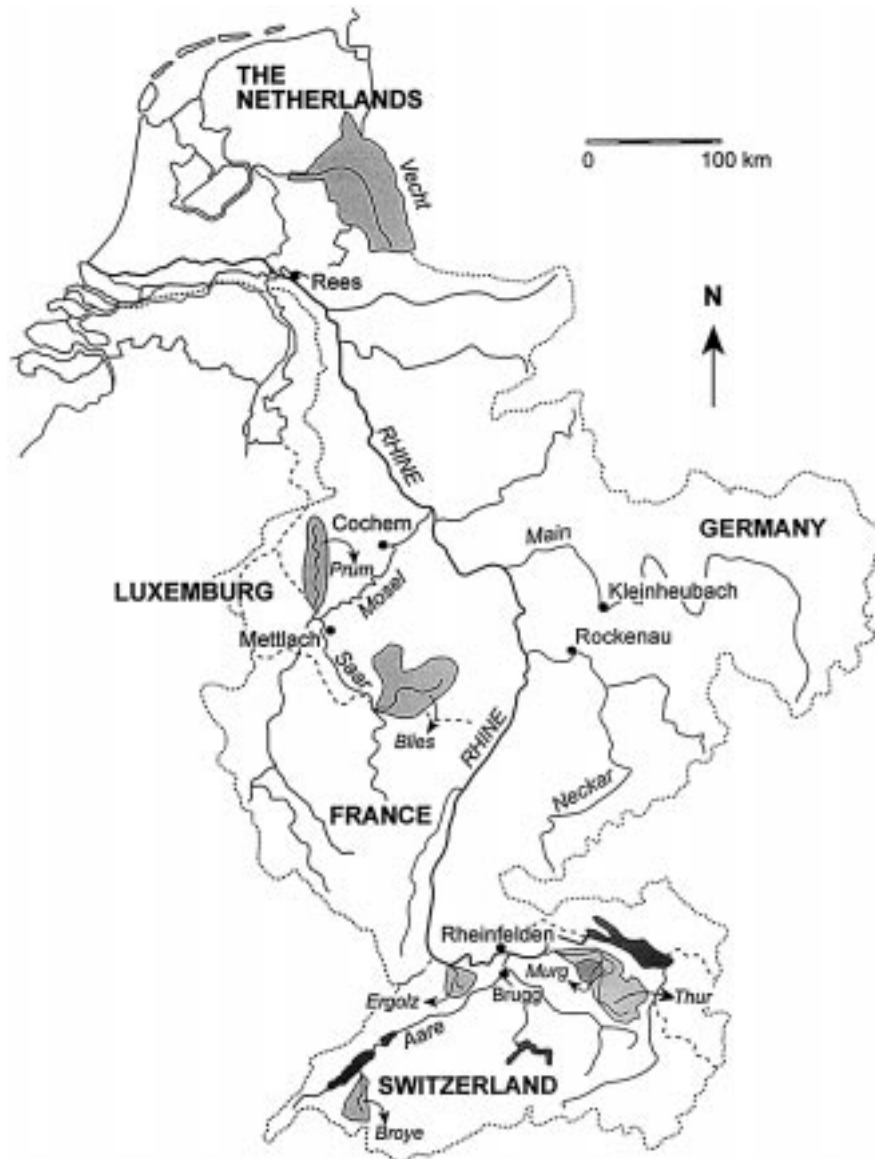 THE
NETHERLANDS
0 100 km
Vecht
Rees
N
RHINE
Cochem
Main
GERMANY
Prüm
Kleinheubach
LUXEMBURG
Mosel
Rockenau
Mettlach
Saar
Blies
RHINE
Neckar
FRANCE
Rheinfelden
Murg
Brugg
Thur
Ergolz
Aare
SWITZERLAND
Broye